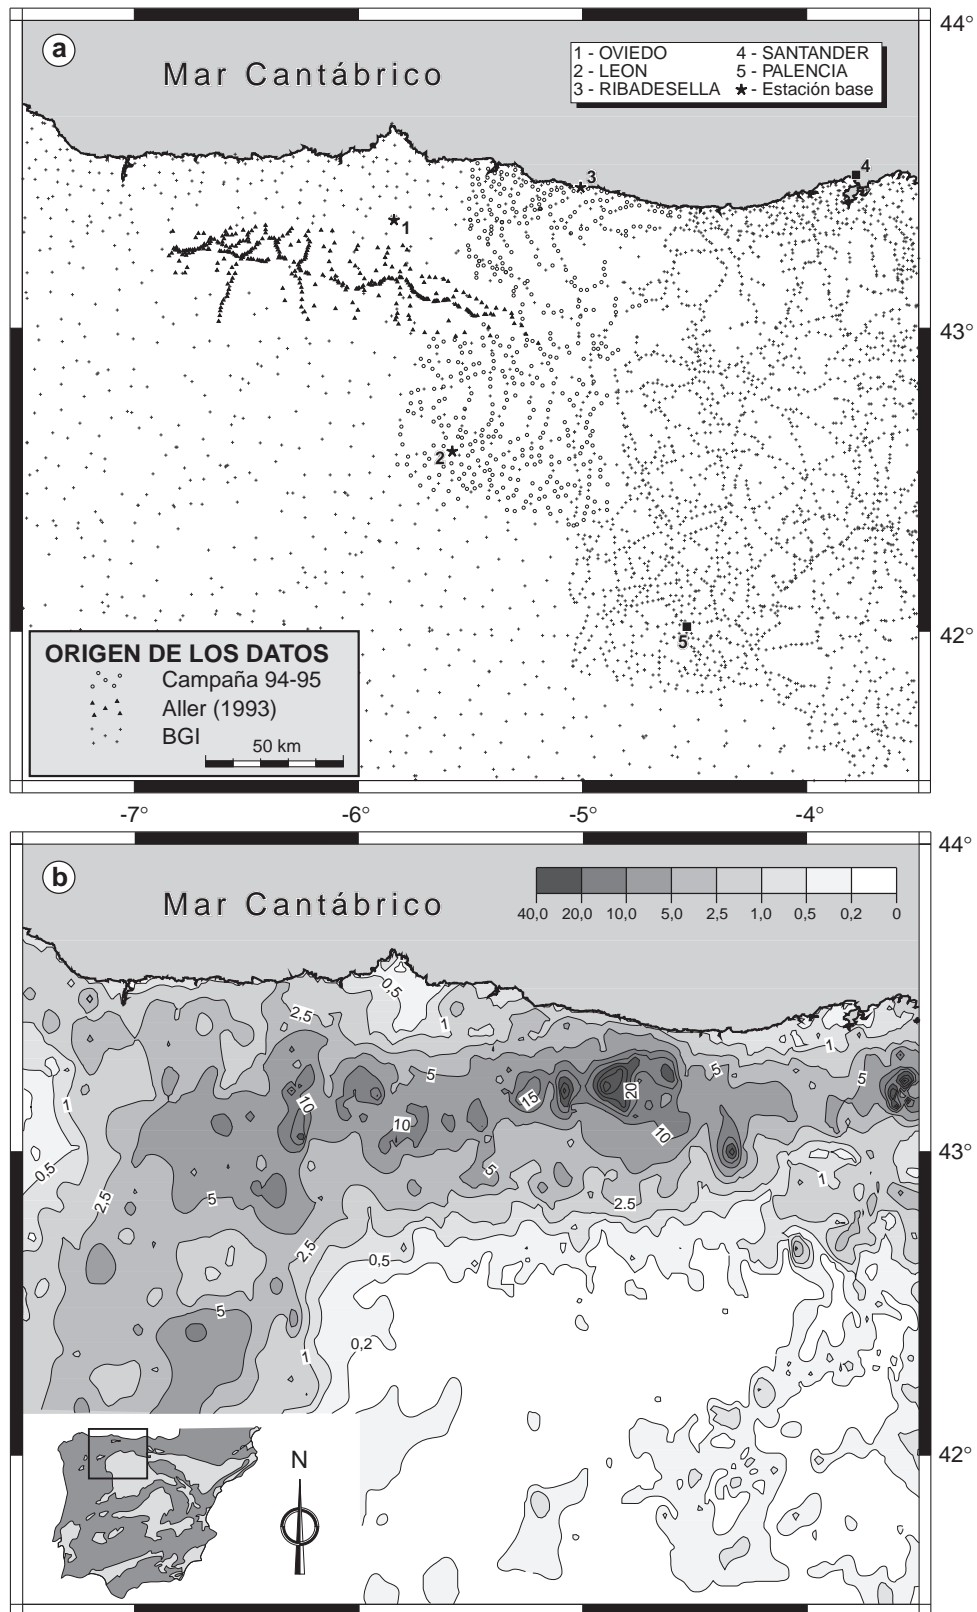 44°
a
Mar Cantábrico
1 - OVIEDO 4 - SANTANDER
2 - LEON 5 - PALENCIA
3 - RIBADESELLA ★ - Estación base
4
3
1
43°
2
42°
5
ORIGEN DE LOS DATOS
Campaña 94-95
Aller (1993)
BGI
50 km
-7° -6° -5° -4°
44°
b
Mar Cantábrico
40,0 20,0 10,0 5,0 2,5 1,0 0,5 0,2 0
0,5
2,5
1
1
5
5
5
20
15
10
1
10
10
43°
0,5
5
1
5
2,5
2.5
2,5
0,5
5
0,2
1
42°
N